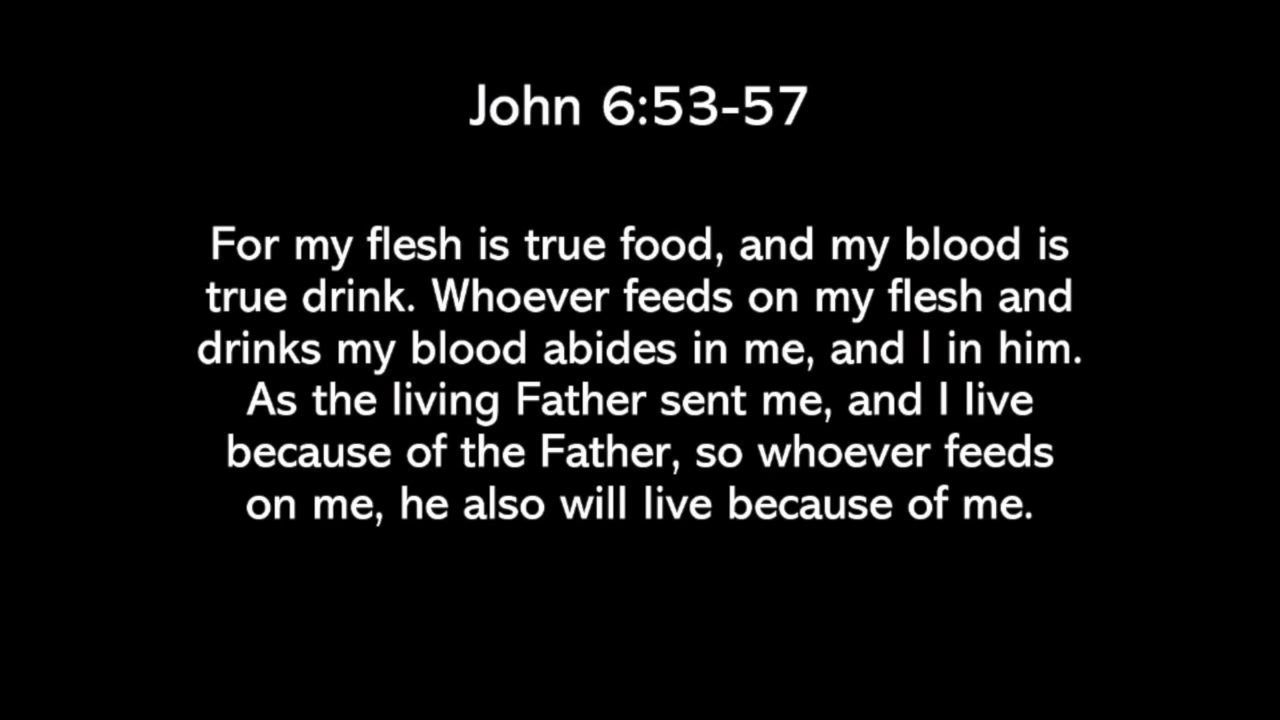 John 6:53-57
For my flesh is true food, and my blood is
true drink. Whoever feeds on my flesh and
drinks my blood abides in me, and I in him.
As the living Father sent me, and I live
because of the Father, so whoever feeds
on me, he also will live because of me.